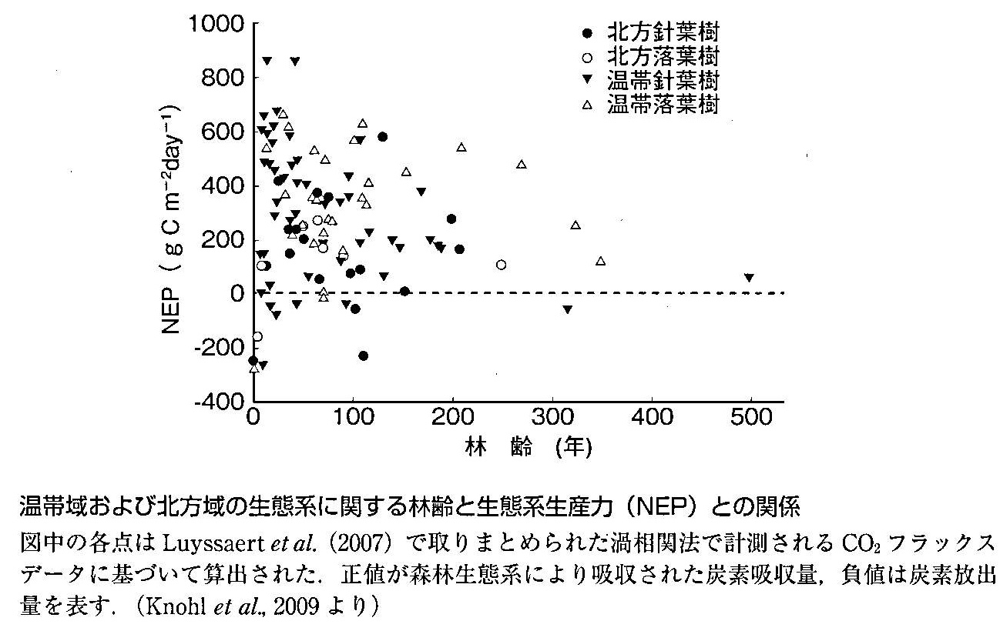 1000
800
600
400
200
0
-200
-400
NEP (g C m⁻²day⁻¹)
● 北方針葉樹
○ 北方落葉樹
▼ 温帯針葉樹
△ 温帯落葉樹
0 100 200 300 400 500
林 齢 (年)
温帯域および北方域の生態系に関する林齢と生態系生産力（NEP）との関係
図中の各点は Luyssaert et al.（2007）で取りまとめられた渦相関法で計測される CO₂ フラックス
データに基づいて算出された．正値が森林生態系により吸収された炭素吸収量，負値は炭素放出
量を表す．（Knohl et al., 2009 より）